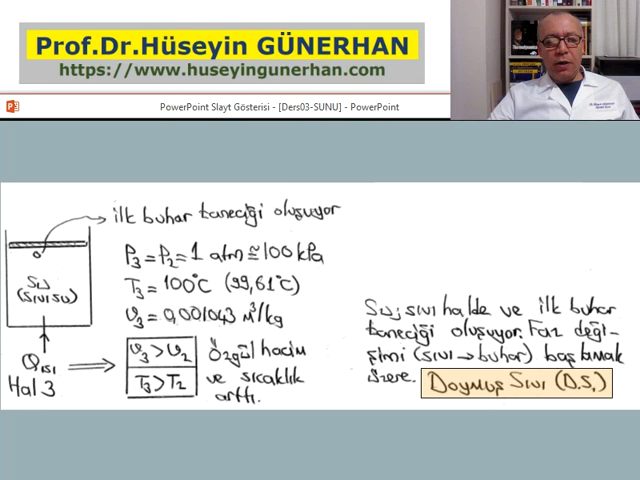 Prof.Dr.Hüseyin GÜNERHAN
https://www.huseyingunerhan.com
PowerPoint Slayt Gösterisi - [Ders03-SUNU] - PowerPoint
ilk buhar taneciği oluşuyor
P3 = P2 = 1 atm ≅ 100 kPa
T3 = 100°C (99,61°C)
v3 = 0,001043 m³/kg
Su
(sıvı su)
Qısı
Hal 3
v3 > v2
T3 > T2
Özgül hacim
ve sıcaklık
arttı.
Su, sıvı halde ve ilk buhar
taneciği oluşuyor. Faz deği-
şimi (sıvı → buhar) başlamak
üzere. Doymuş Sıvı (D.S.)